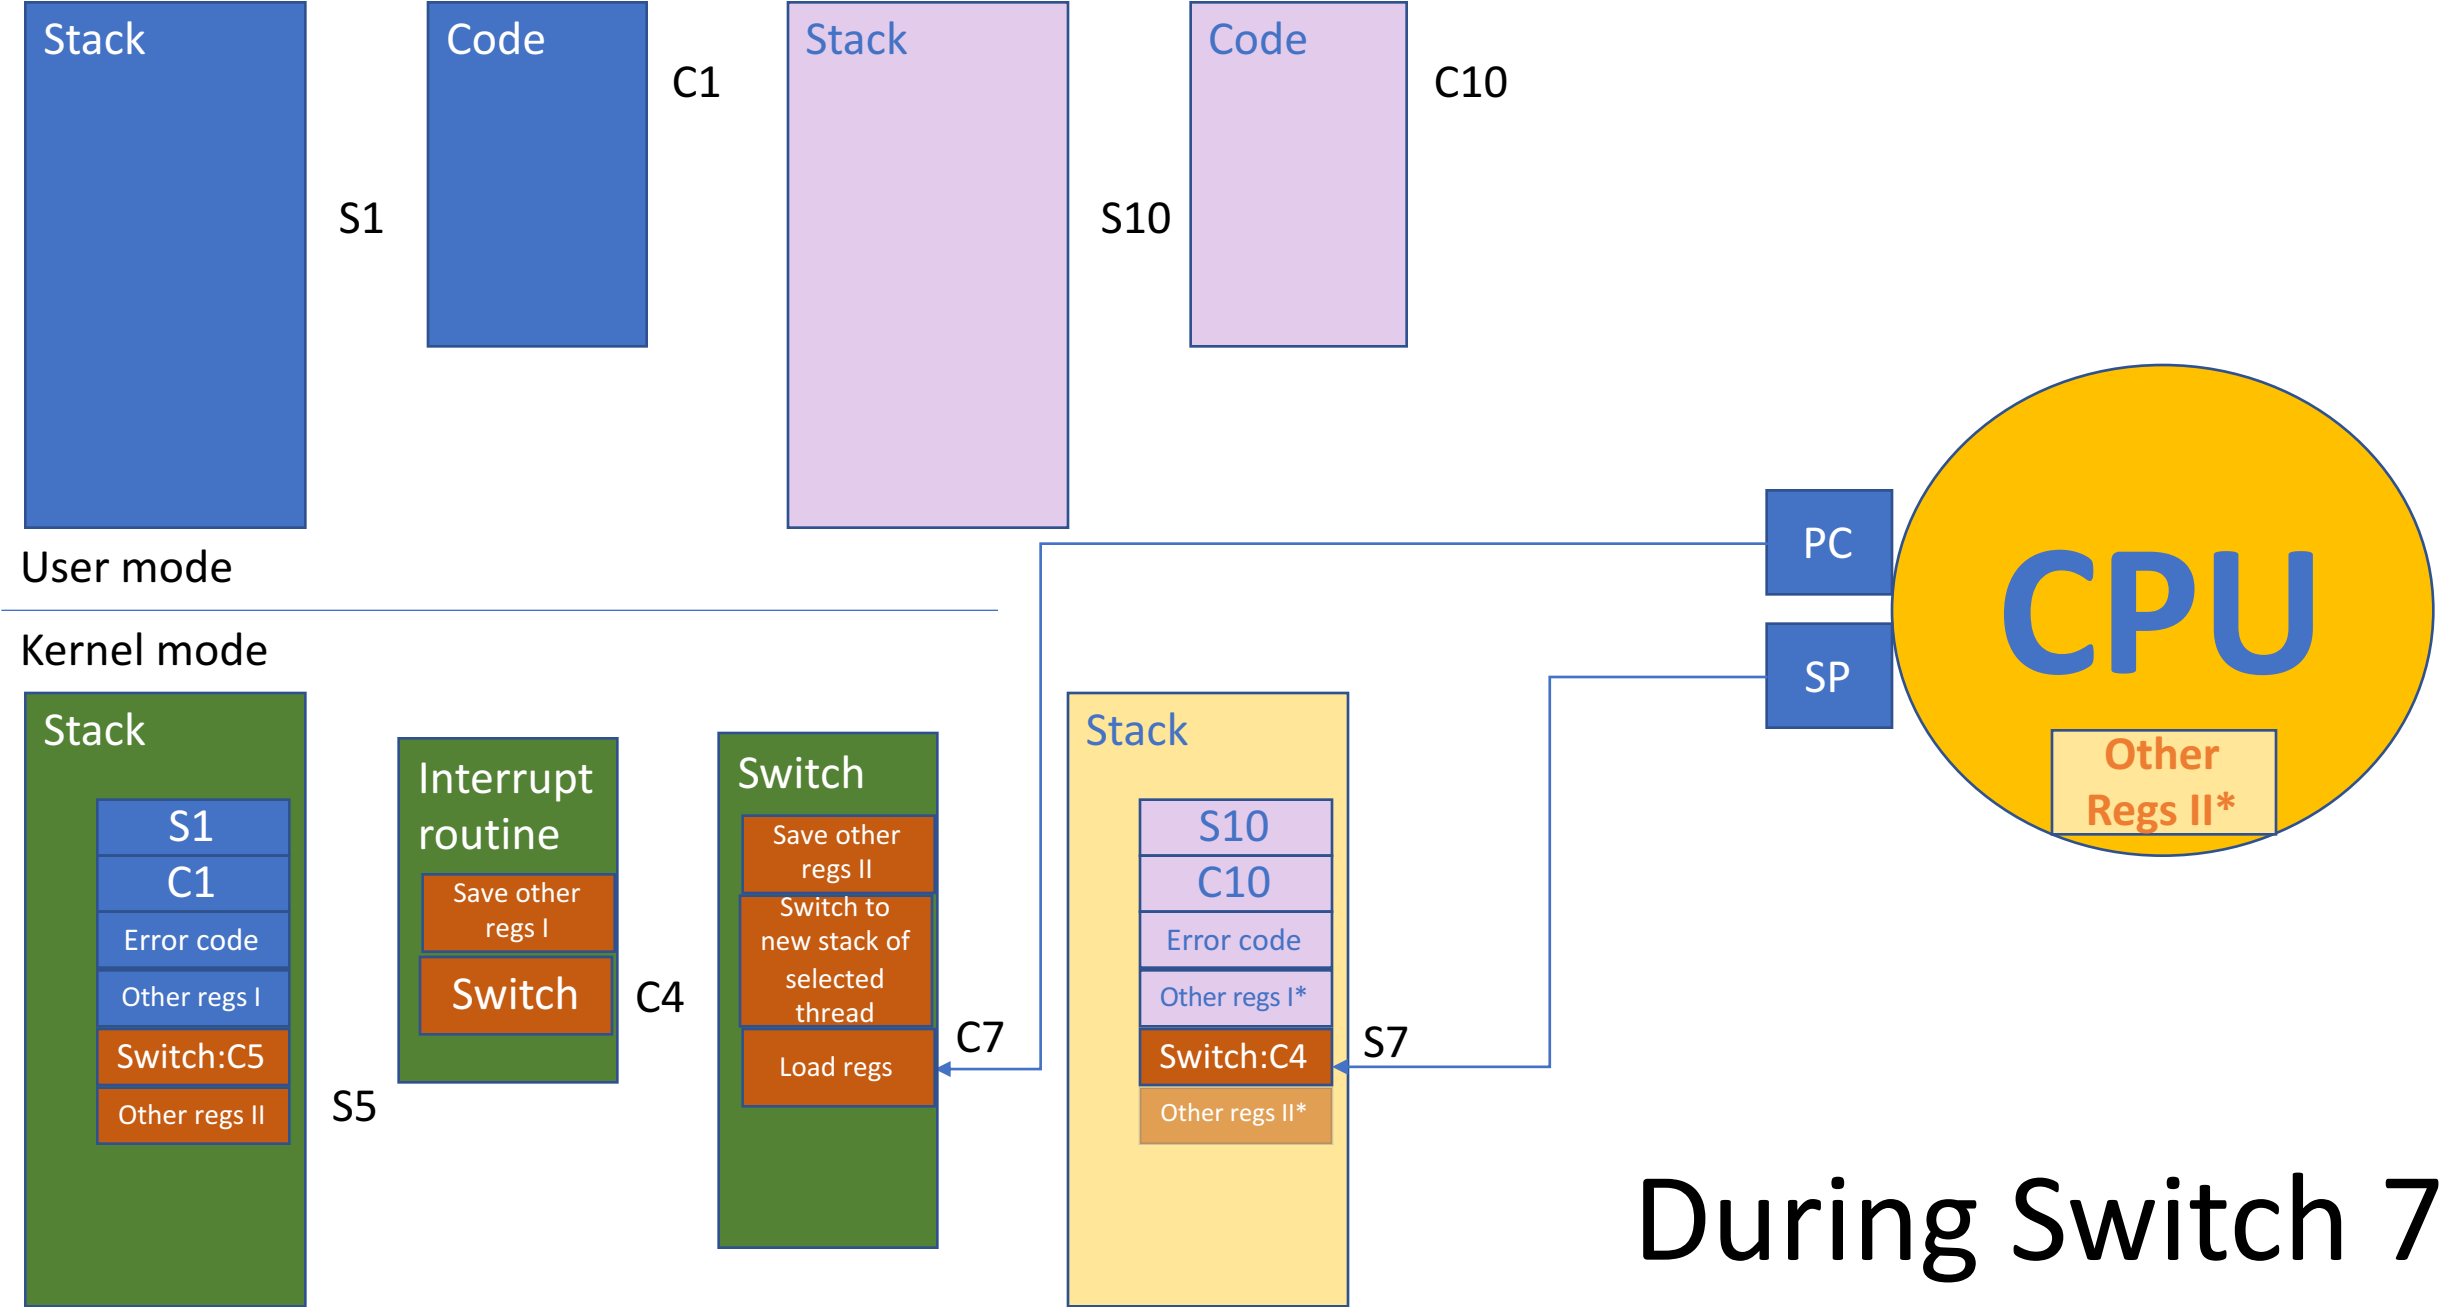 Stack
Code
C1
S1
Stack
Code
C10
S10
User mode
Kernel mode
PC
SP
CPU
Other
Regs II*
Stack
S1
C1
Error code
Other regs I
Switch:C5
Other regs II
S5
Interrupt
routine
Save other
regs I
Switch
C4
Switch
Save other
regs II
Switch to
new stack of
selected
thread
Load regs
C7
Stack
S10
C10
Error code
Other regs I*
Switch:C4
Other regs II*
S7
During Switch 7